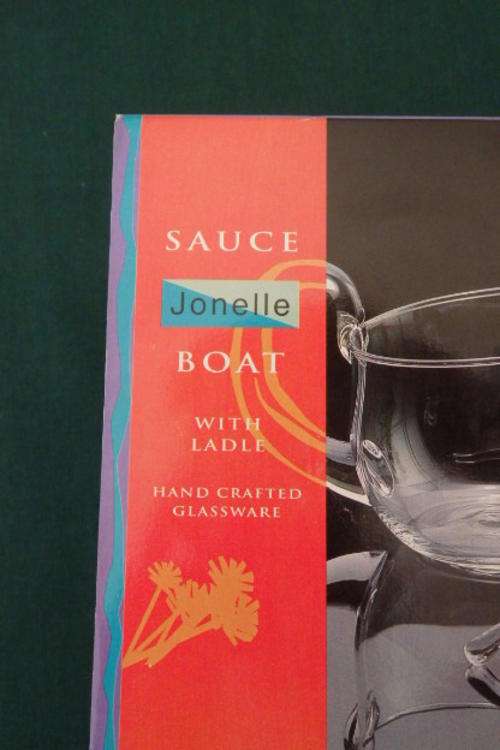 SAUCE
Jonelle
BOAT
WITH
LADLE
HAND CRAFTED
GLASSWARE